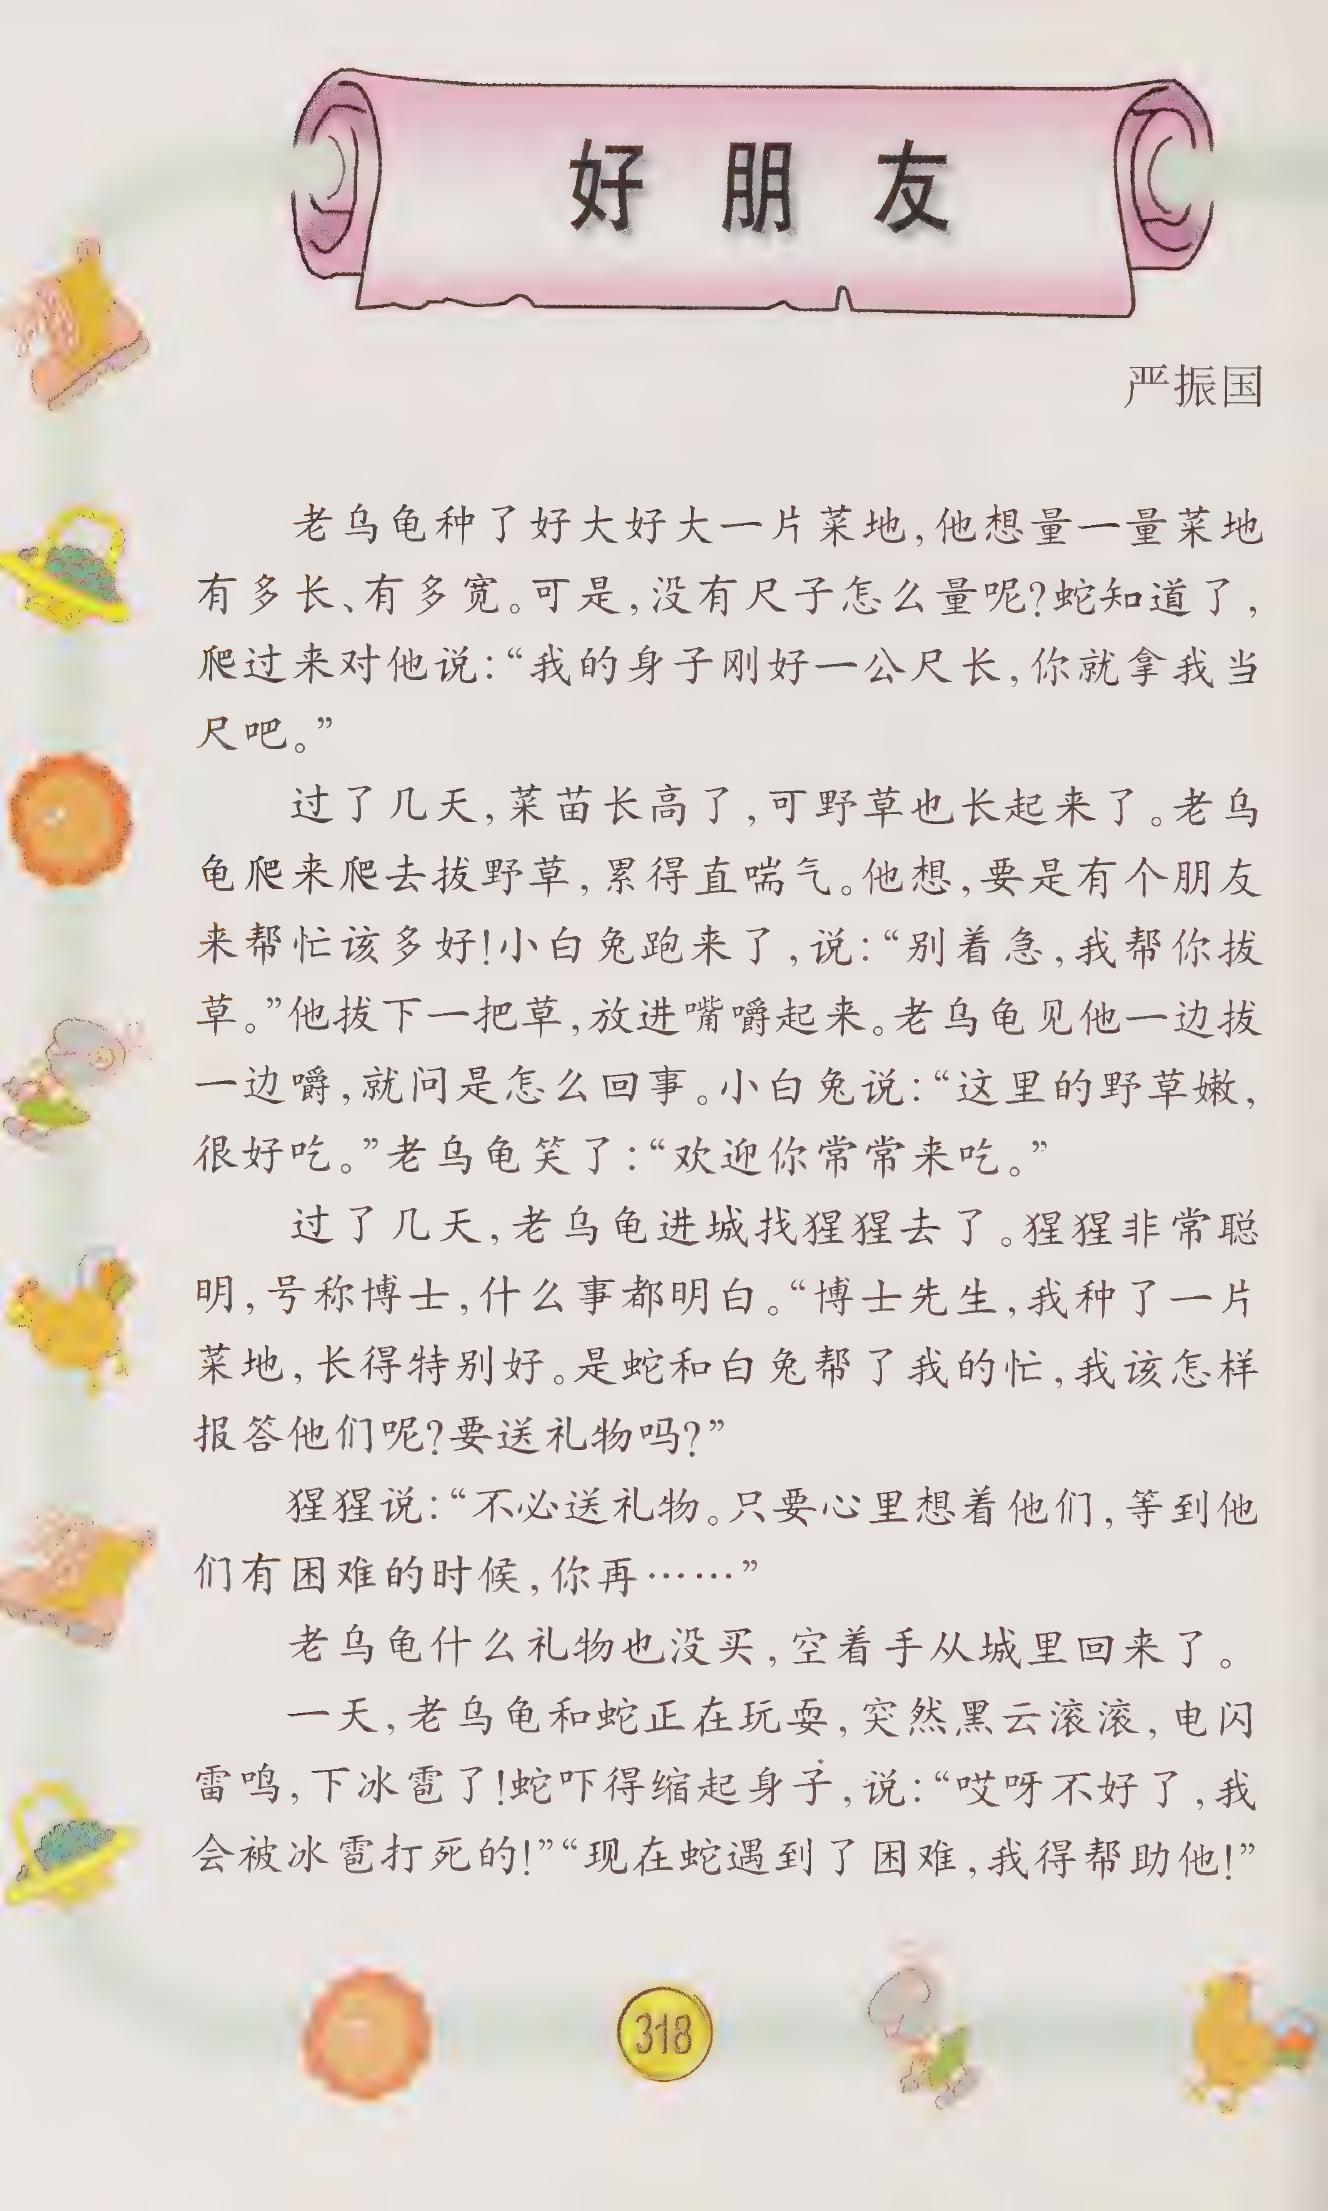 好朋友
严振国
老乌龟种了好大好大一片菜地,他想量一量菜地
有多长、有多宽。可是,没有尺子怎么量呢?蛇知道了,
爬过来对他说:“我的身子刚好一公尺长,你就拿我当
尺吧。”
过了几天,菜苗长高了,可野草也长起来了。老乌
龟爬来爬去拔野草,累得直喘气。他想,要是有个朋友
来帮忙该多好!小白兔跑来了,说:“别着急,我帮你拔
草。”他拔下一把草,放进嘴嚼起来。老乌龟见他一边拔
一边嚼,就问是怎么回事。小白兔说:“这里的野草嫩,
很好吃。”老乌龟笑了:“欢迎你常常来吃。”
过了几天,老乌龟进城找猩猩去了。猩猩非常聪
明,号称博士,什么事都明白。“博士先生,我种了一片
菜地,长得特别好。是蛇和白兔帮了我的忙,我该怎样
报答他们呢?要送礼物吗?”
猩猩说:“不必送礼物。只要心里想着他们,等到他
们有困难的时候,你再……”
老乌龟什么礼物也没买,空着手从城里回来了。
一天,老乌龟和蛇正在玩耍,突然黑云滚滚,电闪
雷鸣,下冰雹了!蛇吓得缩起身子,说:“哎呀不好了,我
会被冰雹打死的!”“现在蛇遇到了困难,我得帮助他!”
318